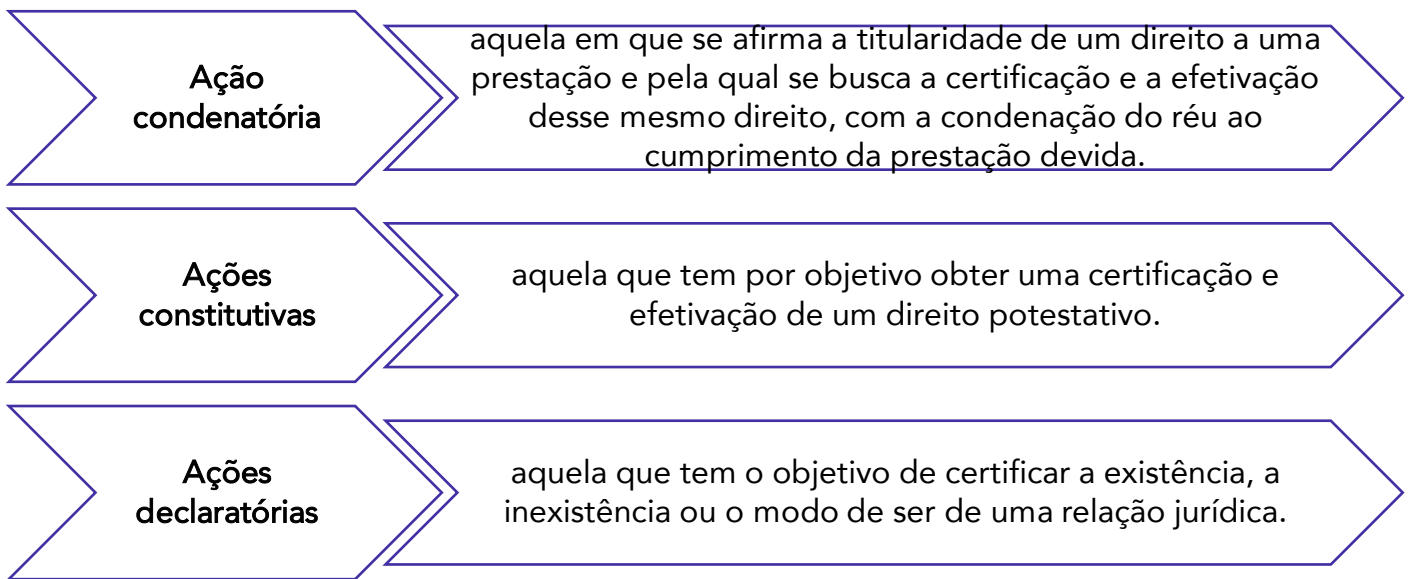 Ação
condenatória
aquela em que se afirma a titularidade de um direito a uma
prestação e pela qual se busca a certificação e a efetivação
desse mesmo direito, com a condenação do réu ao
cumprimento da prestação devida.
Ações
constitutivas
aquela que tem por objetivo obter uma certificação e
efetivação de um direito potestativo.
Ações
declaratórias
aquela que tem o objetivo de certificar a existência, a
inexistência ou o modo de ser de uma relação jurídica.